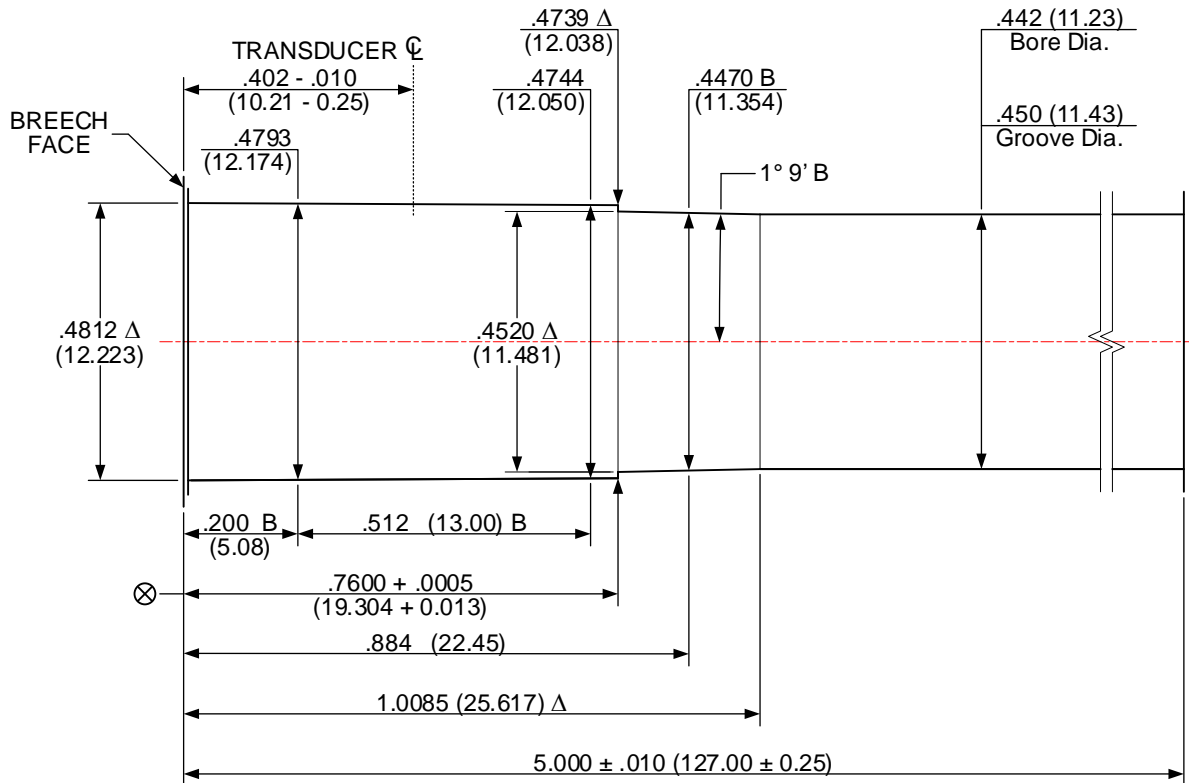 .4739 Δ
(12.038)
.442 (11.23)
Bore Dia.
TRANSDUCER ℄
.402 - .010
(10.21 - 0.25)
.4744
(12.050)
.4470 B
(11.354)
BREECH
FACE
.4793
(12.174)
.450 (11.43)
Groove Dia.
1° 9' B
.4812 Δ
(12.223)
.4520 Δ
(11.481)
.200 B
(5.08)
.512 (13.00) B
⊗
.7600 + .0005
(19.304 + 0.013)
.884 (22.45)
1.0085 (25.617) Δ
5.000 ± .010 (127.00 ± 0.25)